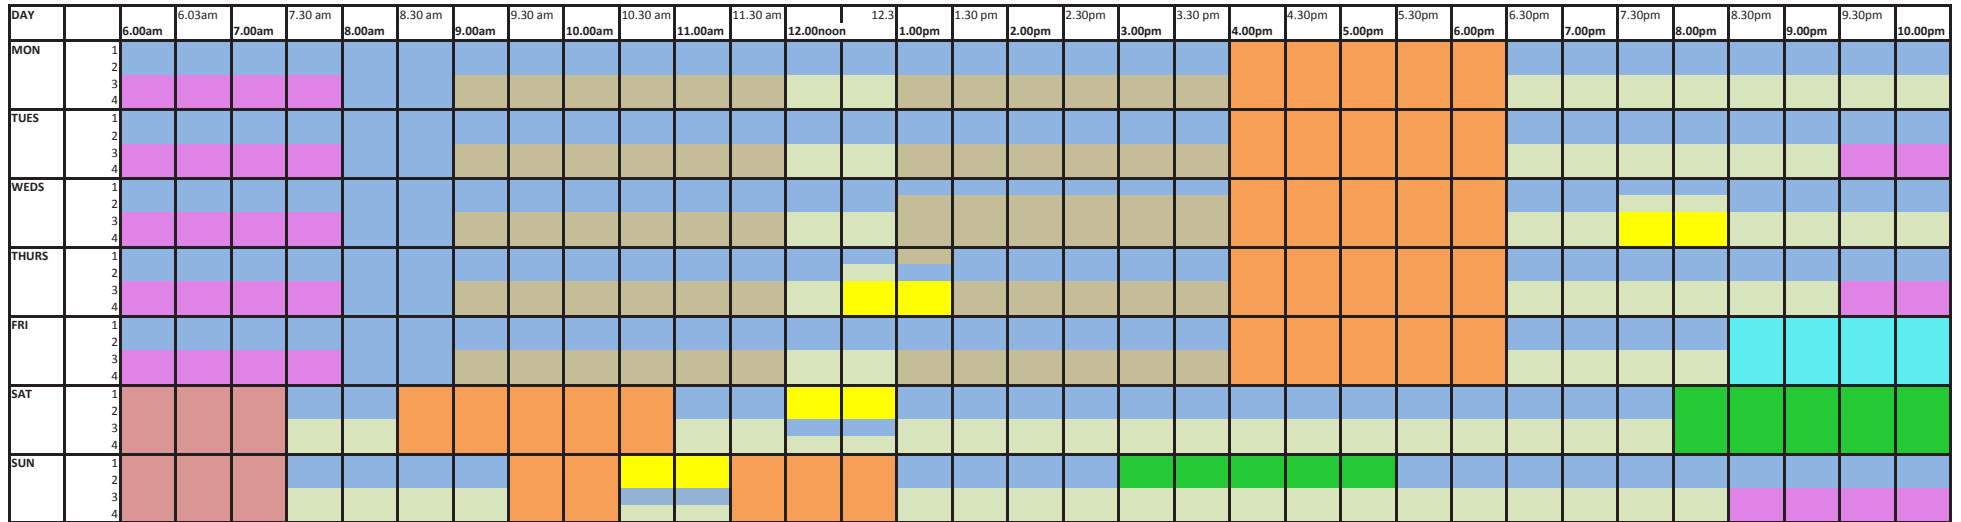 DAY 6.03am 7.30 am 8.30 am 9.30 am 10.30 am 11.30 am 12.3 1.30 pm 2.30pm 3.30 pm 4.30pm 5.30pm 6.30pm 7.30pm 8.30pm 9.30pm
6.00am 7.00am 8.00am 9.00am 10.00am 11.00am 12.00noon 1.00pm 2.00pm 3.00pm 4.00pm 5.00pm 6.00pm 7.00pm 8.00pm 9.00pm 10.00pm
MON 1
2
3
4
TUES 1
2
3
4
WEDS 1
2
3
4
THURS 1
2
3
4
FRI 1
2
3
4
SAT 1
2
3
4
SUN 1
2
3
4